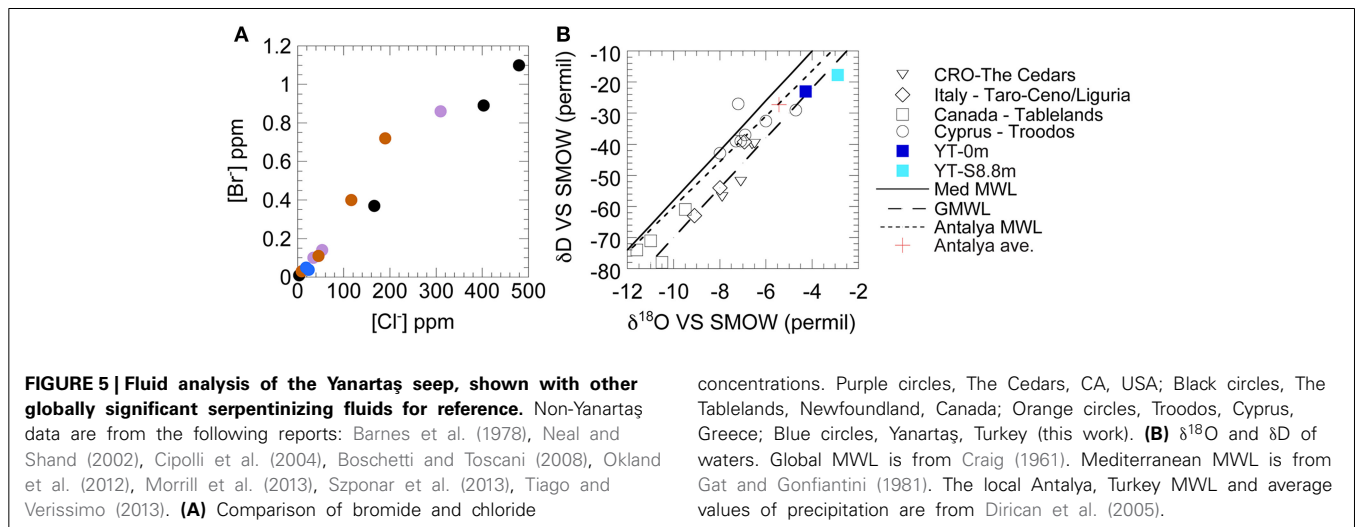 A
B
1.2
1
0.8
0.6
0.4
0.2
0
[Br-] ppm
0 100 200 300 400 500
[Cl-] ppm
-10
-20
-30
-40
-50
-60
-70
-80
δD VS SMOW (permil)
-12 -10 -8 -6 -4 -2
δ18O VS SMOW (permil)
CRO-The Cedars
Italy - Taro-Ceno/Liguria
Canada - Tablelands
Cyprus - Troodos
YT-0m
YT-S8.8m
Med MWL
GMWL
Antalya MWL
Antalya ave.
FIGURE 5 | Fluid analysis of the Yanartaş seep, shown with other
globally significant serpentinizing fluids for reference. Non-Yanartaş
data are from the following reports: Barnes et al. (1978), Neal and
Shand (2002), Cipolli et al. (2004), Boschetti and Toscani (2008), Okland
et al. (2012), Morrill et al. (2013), Szponar et al. (2013), Tiago and
Verissimo (2013). (A) Comparison of bromide and chloride
concentrations. Purple circles, The Cedars, CA, USA; Black circles, The
Tablelands, Newfoundland, Canada; Orange circles, Troodos, Cyprus,
Greece; Blue circles, Yanartaş, Turkey (this work). (B) δ18O and δD of
waters. Global MWL is from Craig (1961). Mediterranean MWL is from
Gat and Gonfiantini (1981). The local Antalya, Turkey MWL and average
values of precipitation are from Dirican et al. (2005).